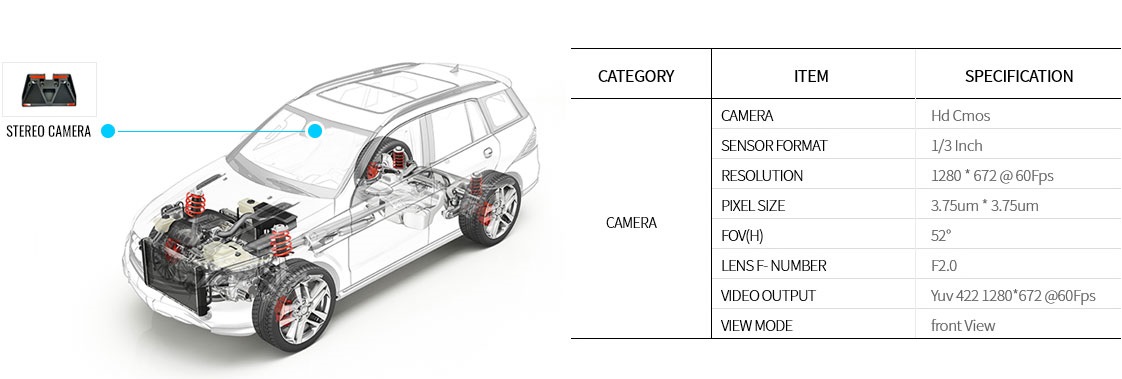 STEREO CAMERA
CATEGORY ITEM SPECIFICATION
CAMERA
CAMERA Hd Cmos
SENSOR FORMAT 1/3 Inch
RESOLUTION 1280 * 672 @ 60Fps
PIXEL SIZE 3.75um * 3.75um
FOV(H) 52°
LENS F- NUMBER F2.0
VIDEO OUTPUT Yuv 422 1280*672 @60Fps
VIEW MODE front View